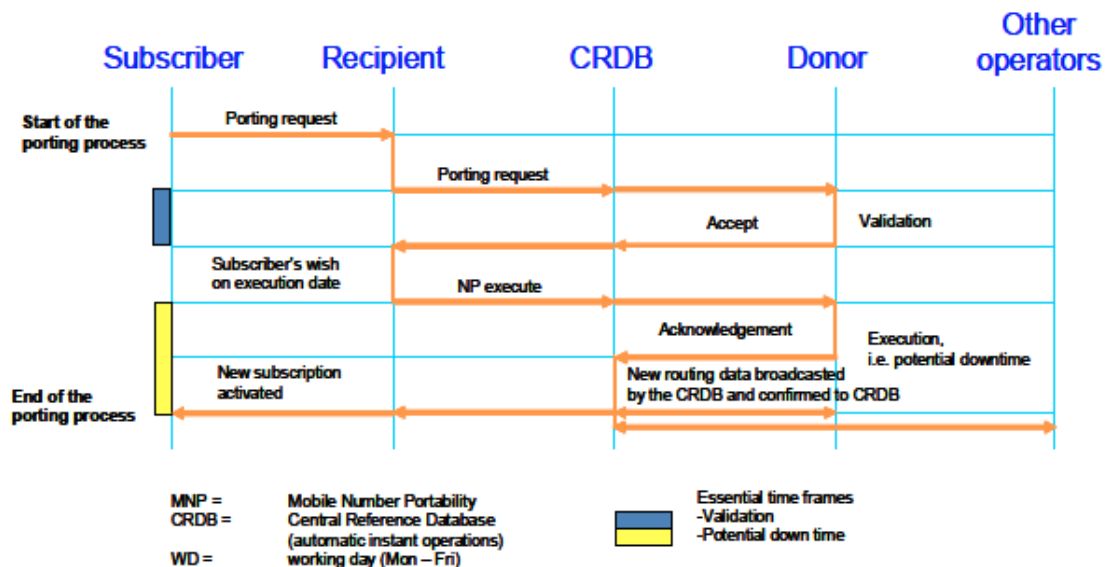 Other
operators
Subscriber
Recipient
CRDB
Donor
Start of the
porting process
Porting request
Porting request
Accept
Validation
Subscriber's wish
on execution date
NP execute
Acknowledgement
Execution,
i.e. potential downtime
New subscription
activated
New routing data broadcasted
by the CRDB and confirmed to CRDB
End of the
porting process
MNP = Mobile Number Portability
CRDB = Central Reference Database
(automatic instant operations)
WD = working day (Mon – Fri)
Essential time frames
-Validation
-Potential down time